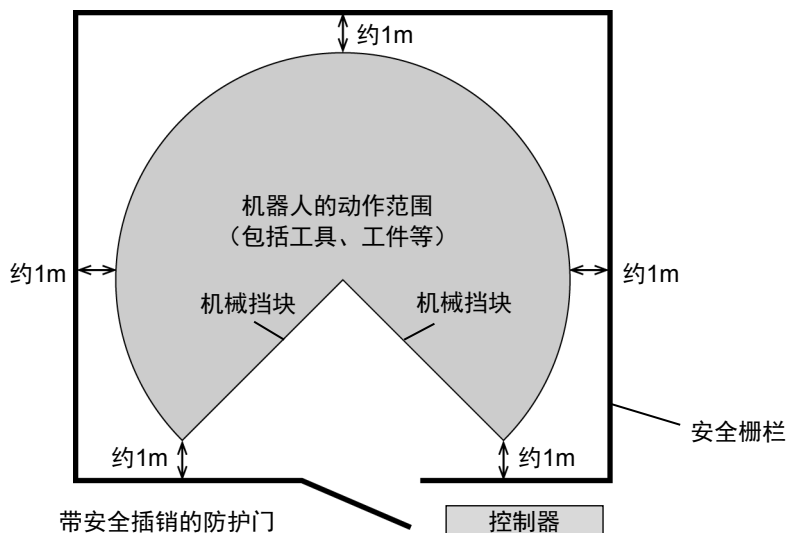 约1m
机器人的动作范围
（包括工具、工件等）
约1m
约1m
机械挡块
机械挡块
安全栅栏
约1m
约1m
带安全插销的防护门
控制器